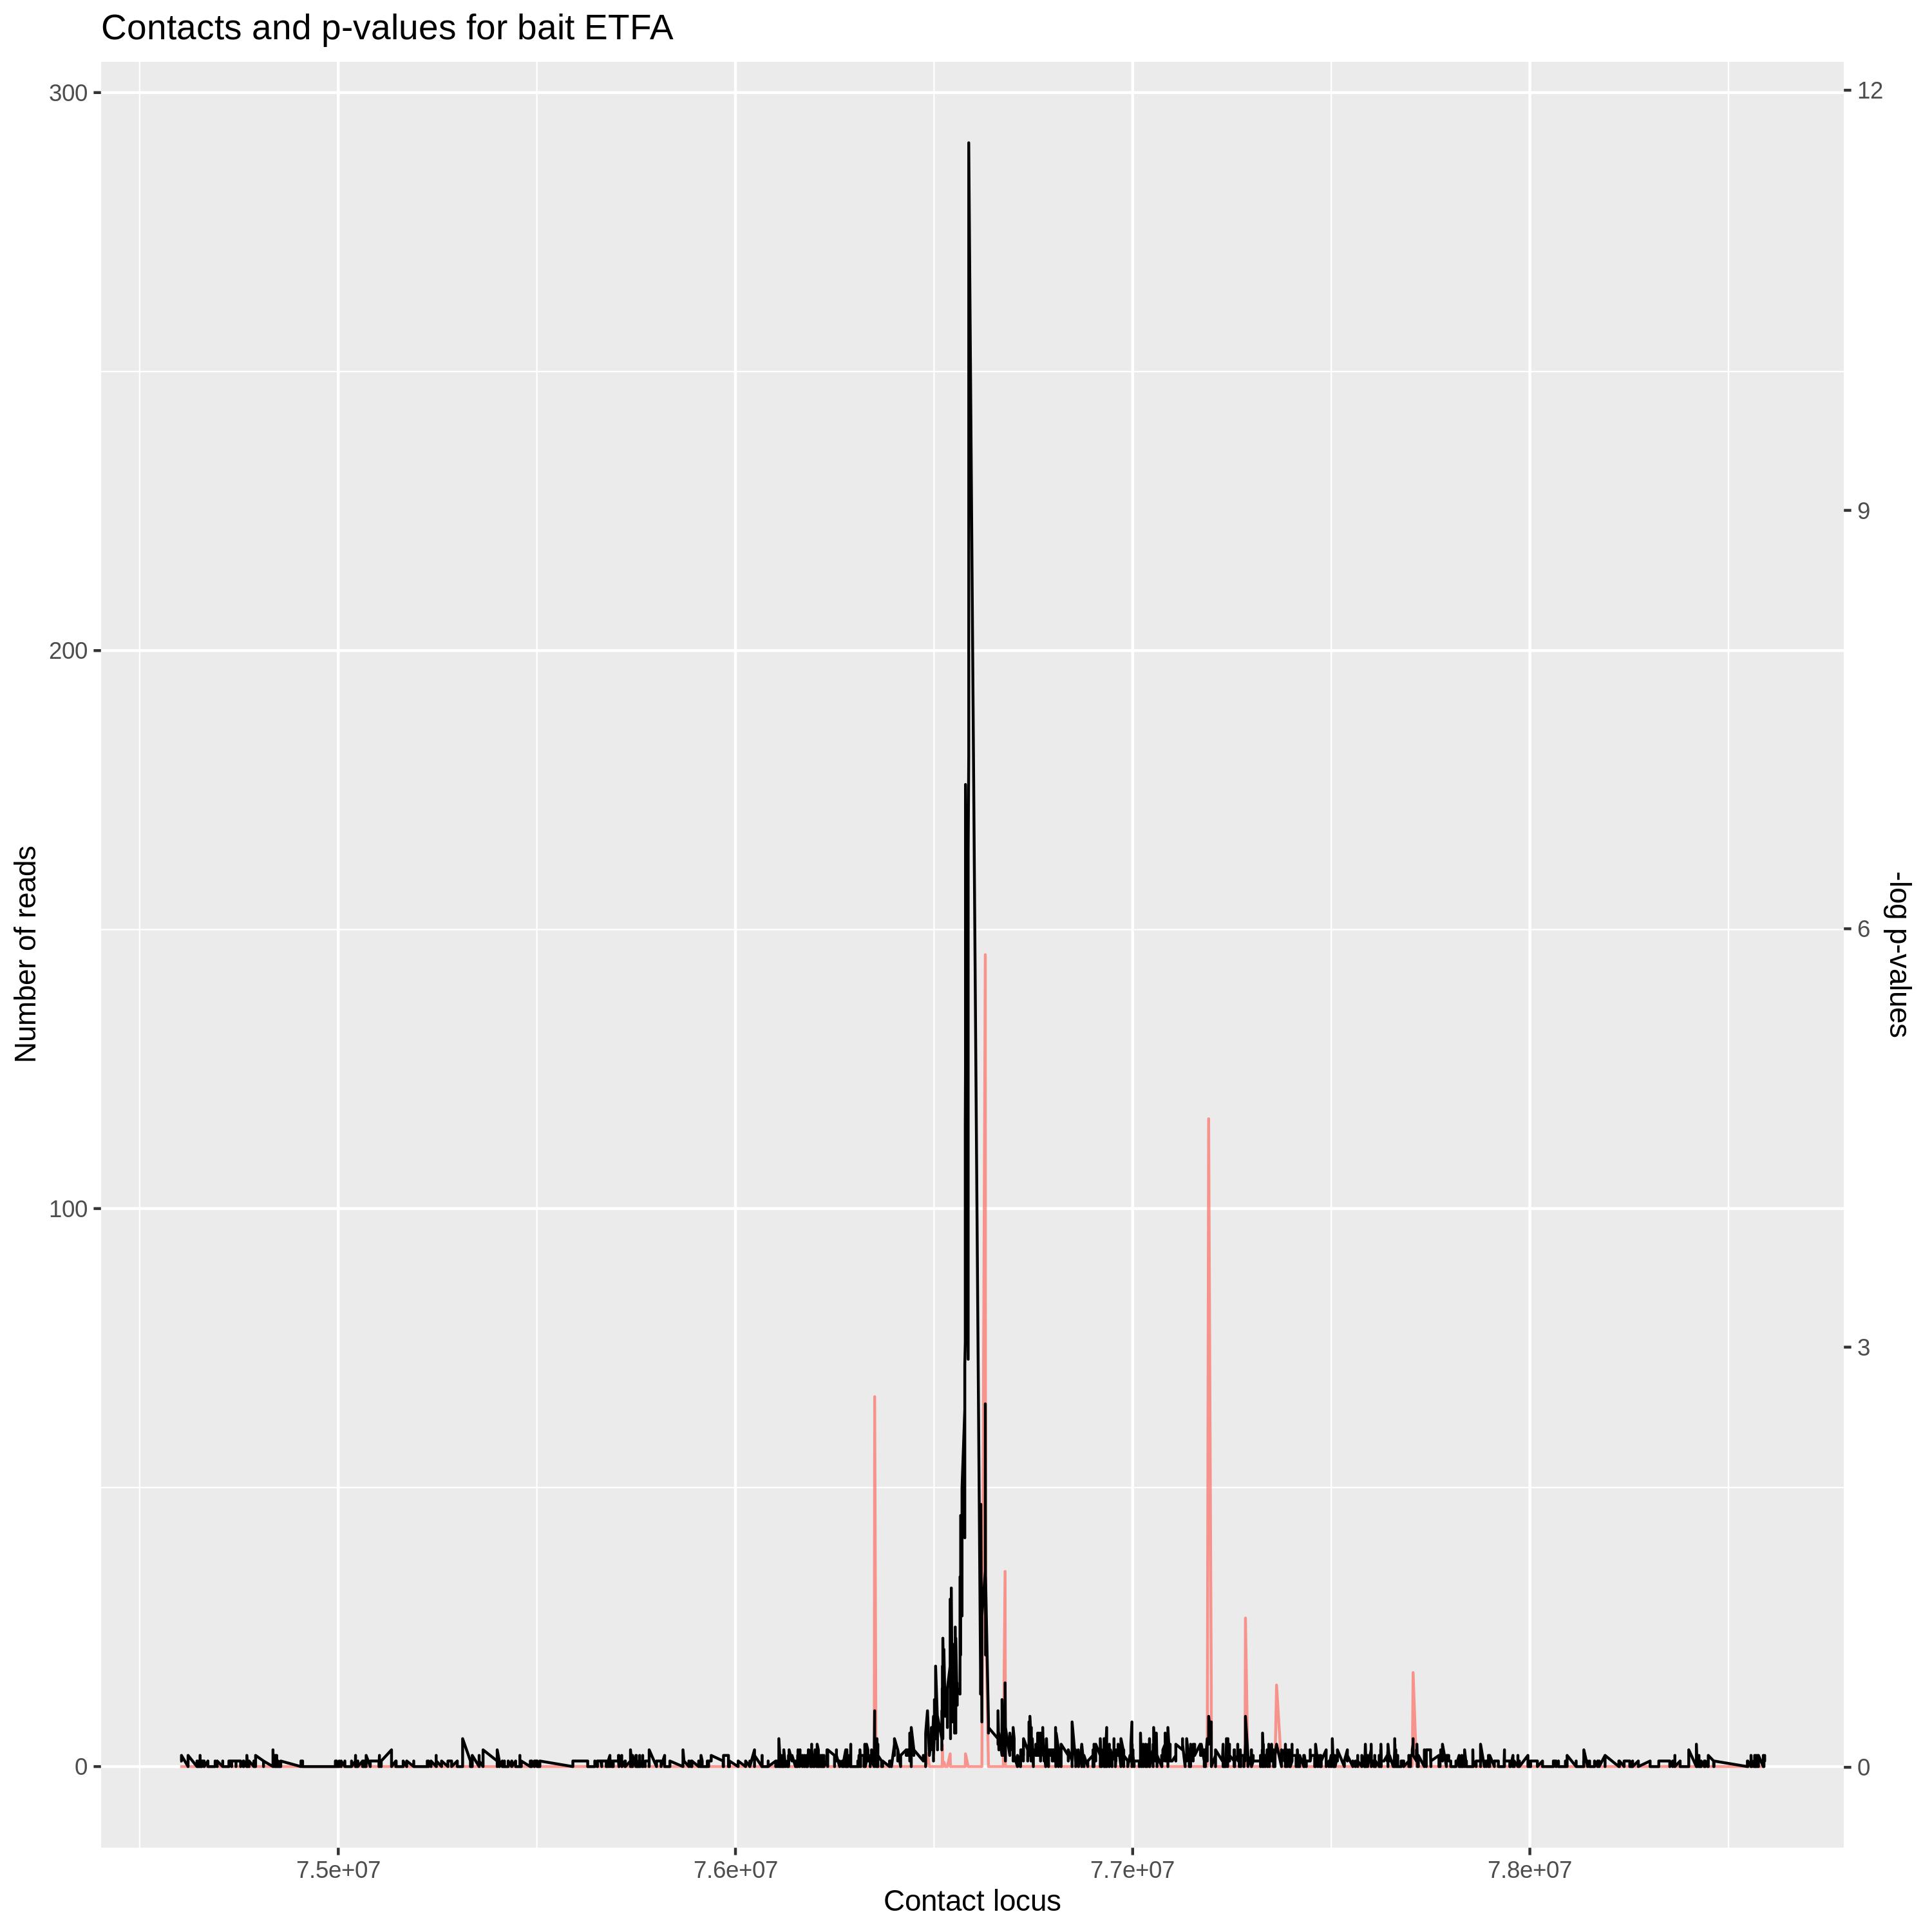 Contacts and p-values for bait ETFA
300
200
100
0
Number of reads
12
9
6
3
0
-log p-values
7.5e+07 7.6e+07 7.7e+07 7.8e+07
Contact locus